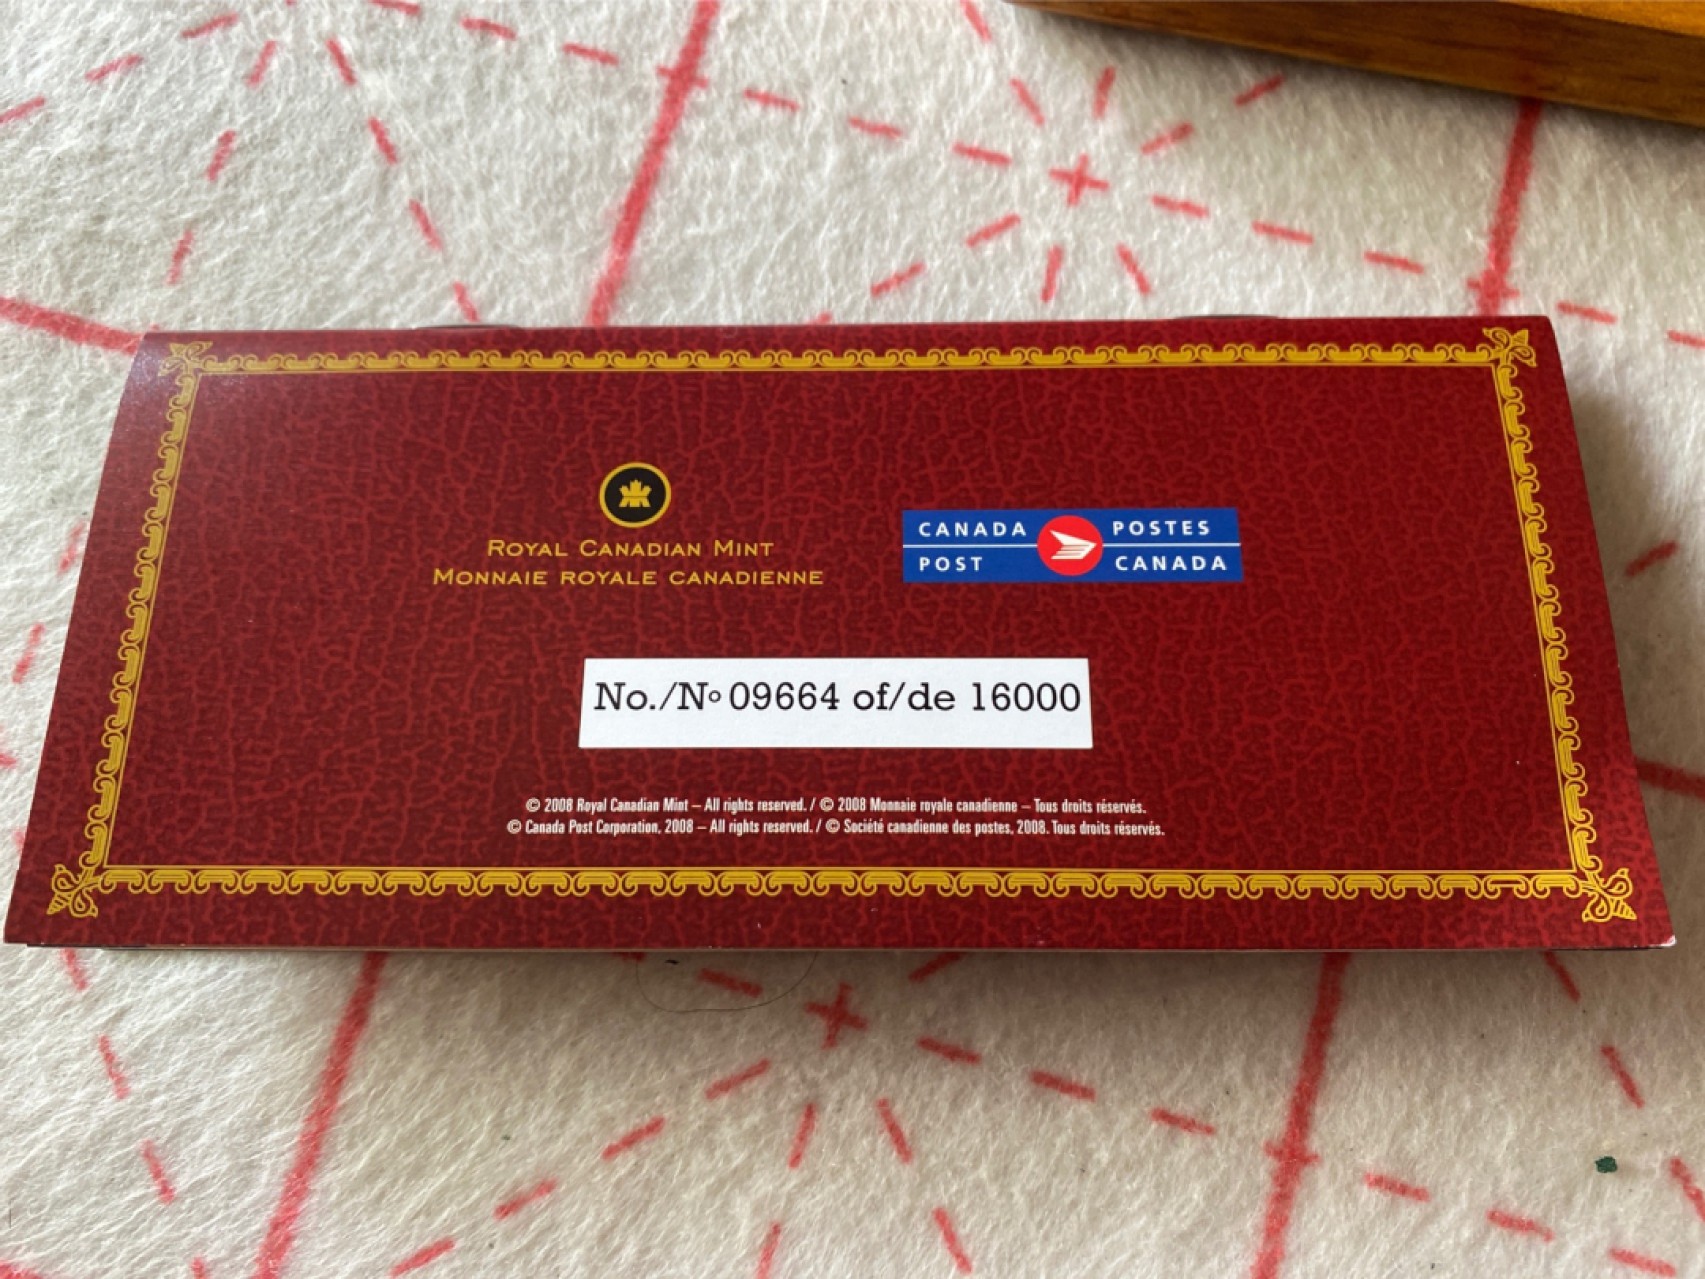 ROYAL CANADIAN MINT
MONNAIE ROYALE CANADIENNE
CANADA POSTES
POST CANADA
No./Nº 09664 of/de 16000
© 2008 Royal Canadian Mint – All rights reserved. / © 2008 Monnaie royale canadienne – Tous droits réservés.
© Canada Post Corporation, 2008 – All rights reserved. / © Société canadienne des postes, 2008. Tous droits réservés.